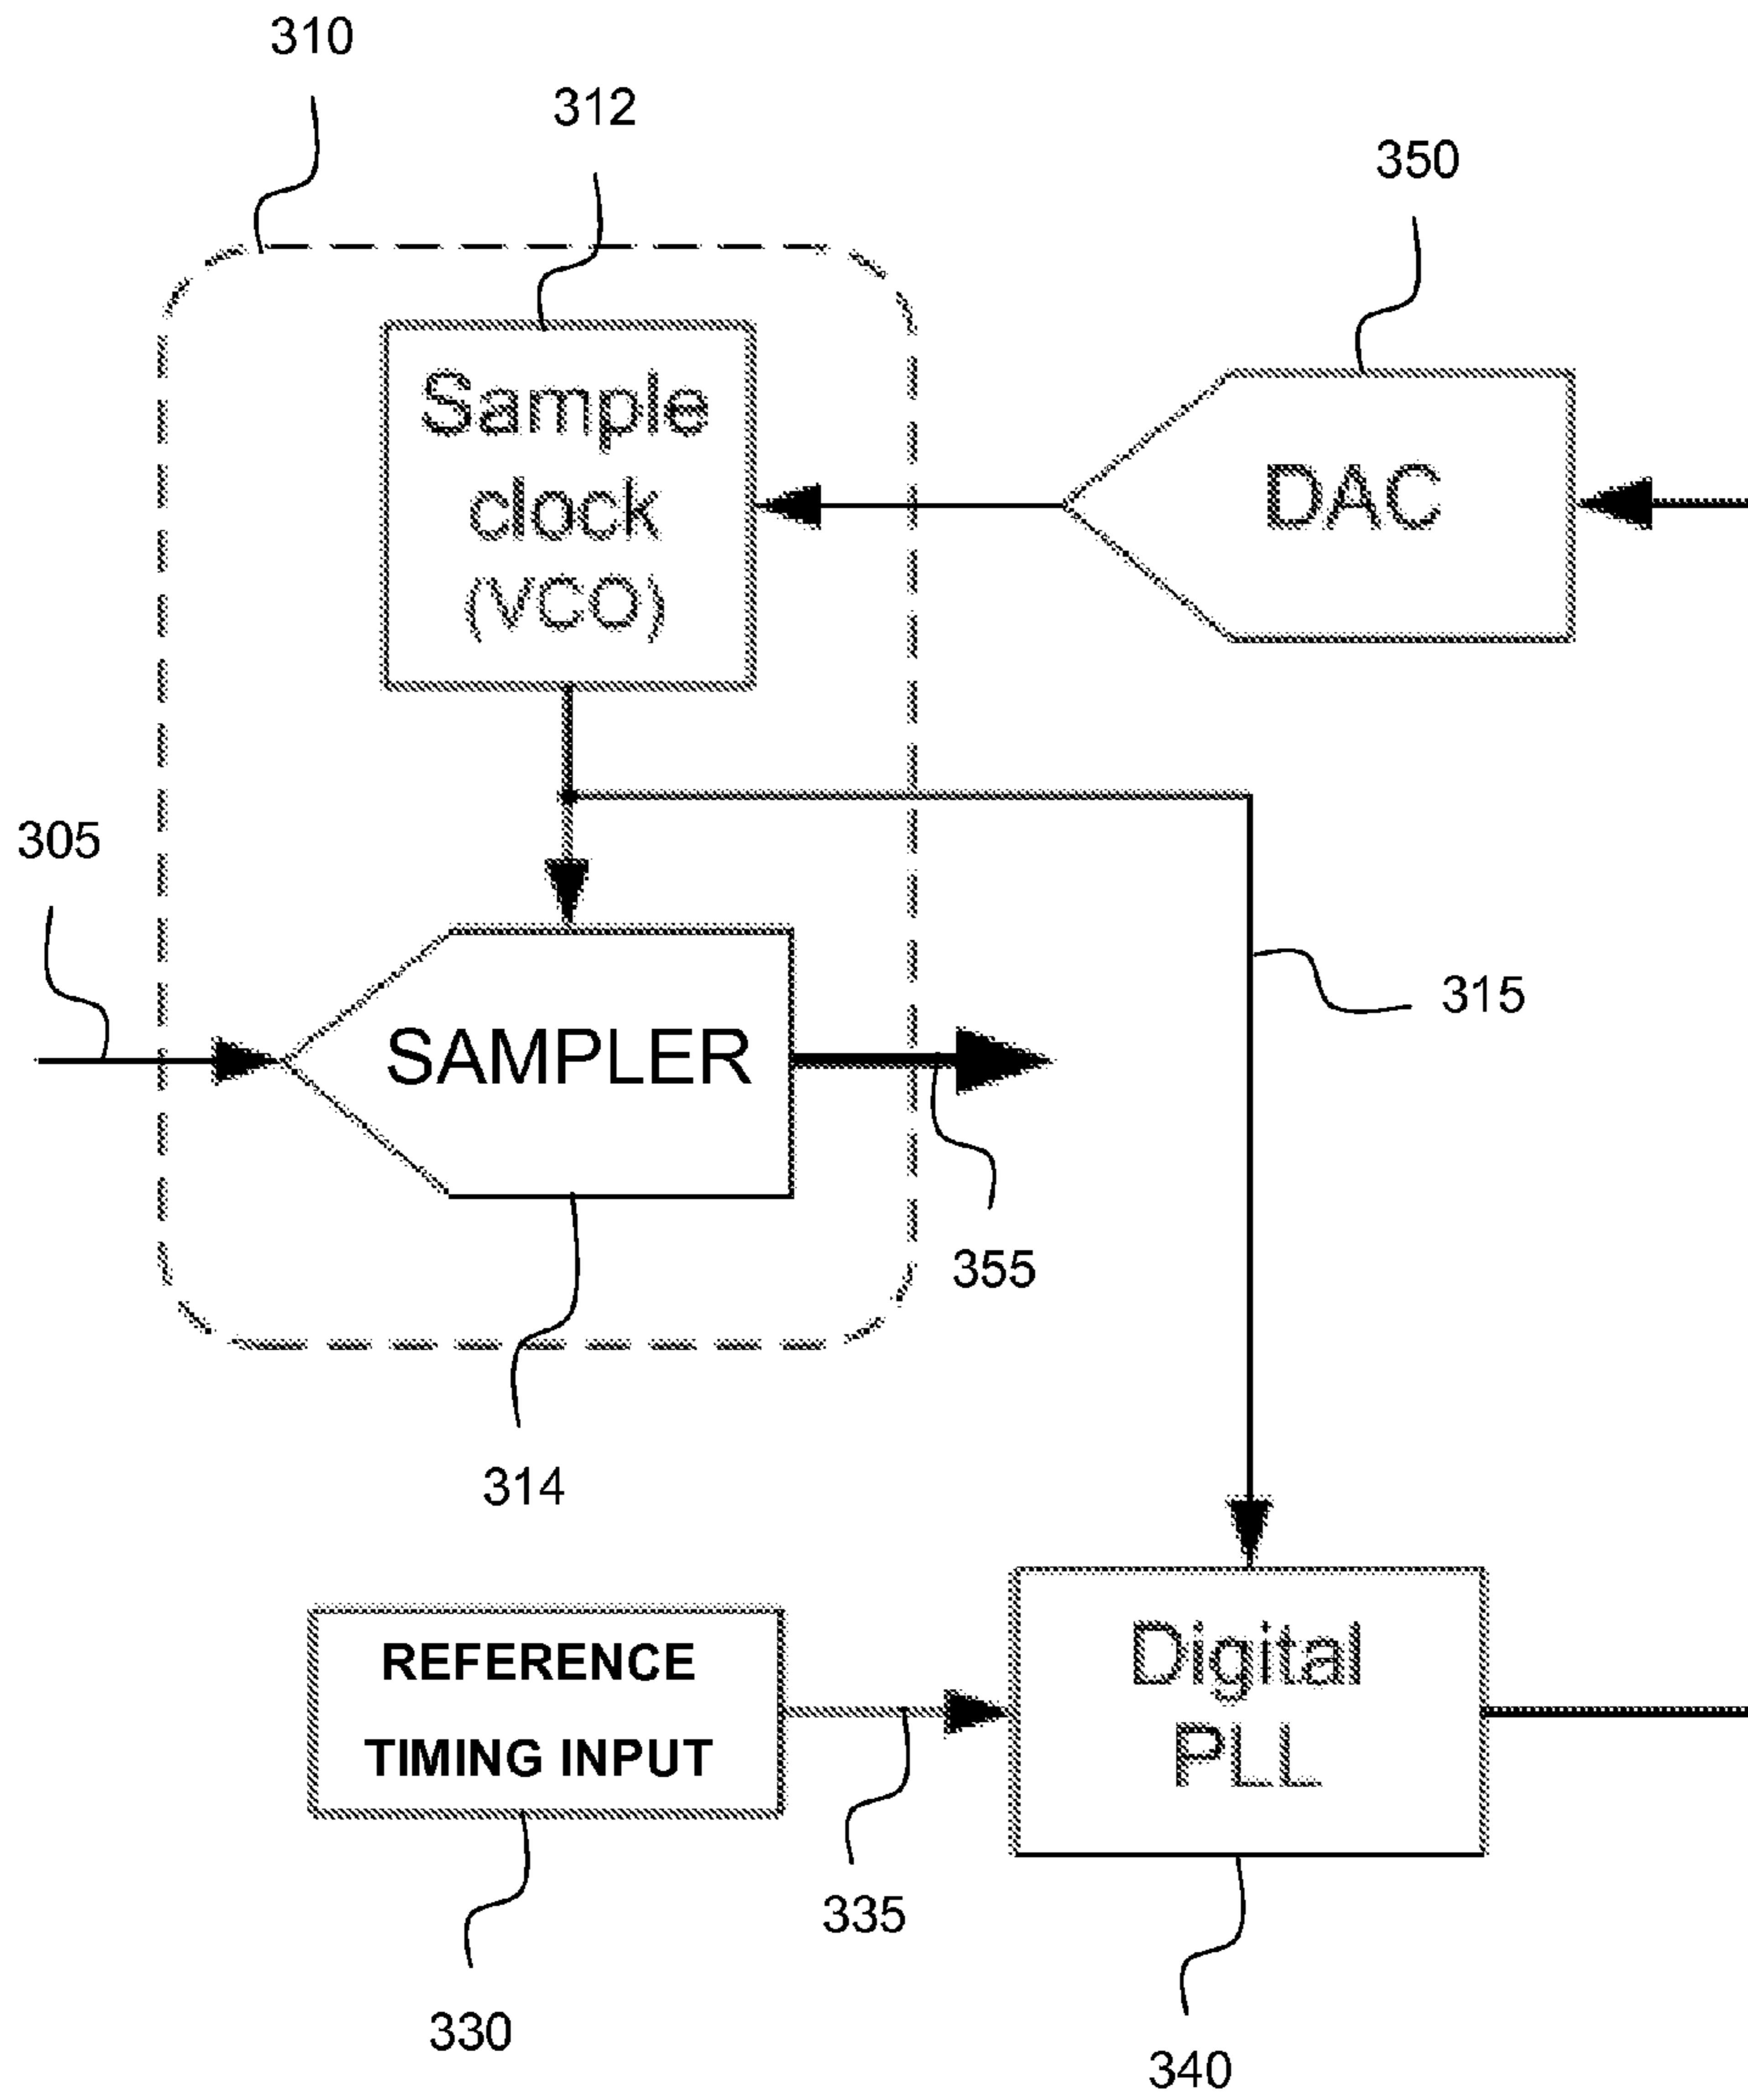 310
312
350
Sample
clock
(VCO)
DAC
305
315
SAMPLER
355
314
REFERENCE
TIMING INPUT
Digital
PLL
335
330
340